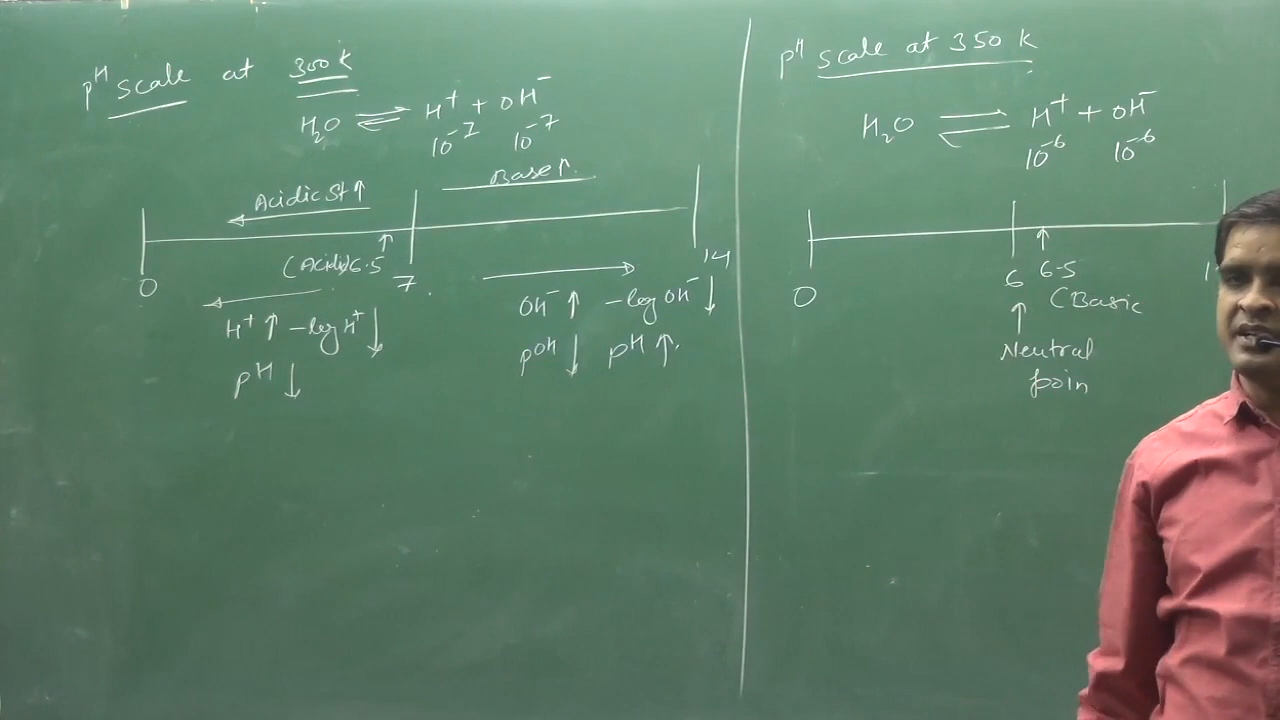 pH scale at 300 k
H2O ⇌ H+ + OH-
10-7 10-7
Acidic St ↑
Base ↑
0
(Acidic) 6.5
7
14
H+ ↑ -log H+ ↓
pH ↓
OH- ↑ -log OH- ↓
pOH ↓ pH ↑
pH scale at 350 k
H2O ⇌ H+ + OH-
10-6 10-6
0
6
6.5
(Basic
↑
Neutral
poin